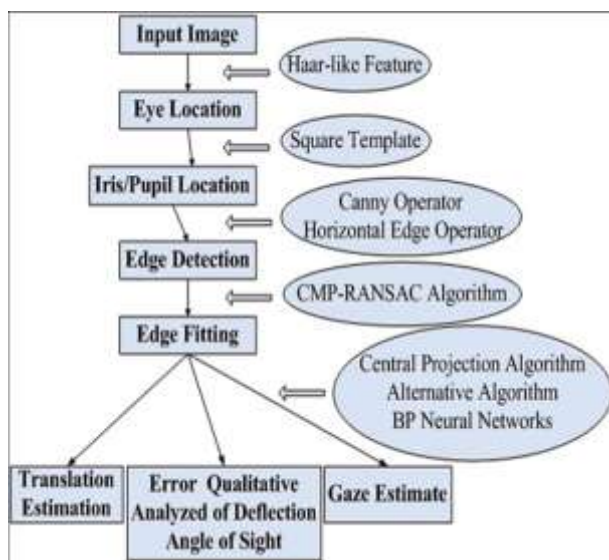 Input Image
Haar-like Feature
Eye Location
Square Template
Iris/Pupil Location
Canny Operator
Horizontal Edge Operator
Edge Detection
CMP-RANSAC Algorithm
Edge Fitting
Central Projection Algorithm
Alternative Algorithm
BP Neural Networks
Translation
Estimation
Error Qualitative
Analyzed of Deflection
Angle of Sight
Gaze Estimate